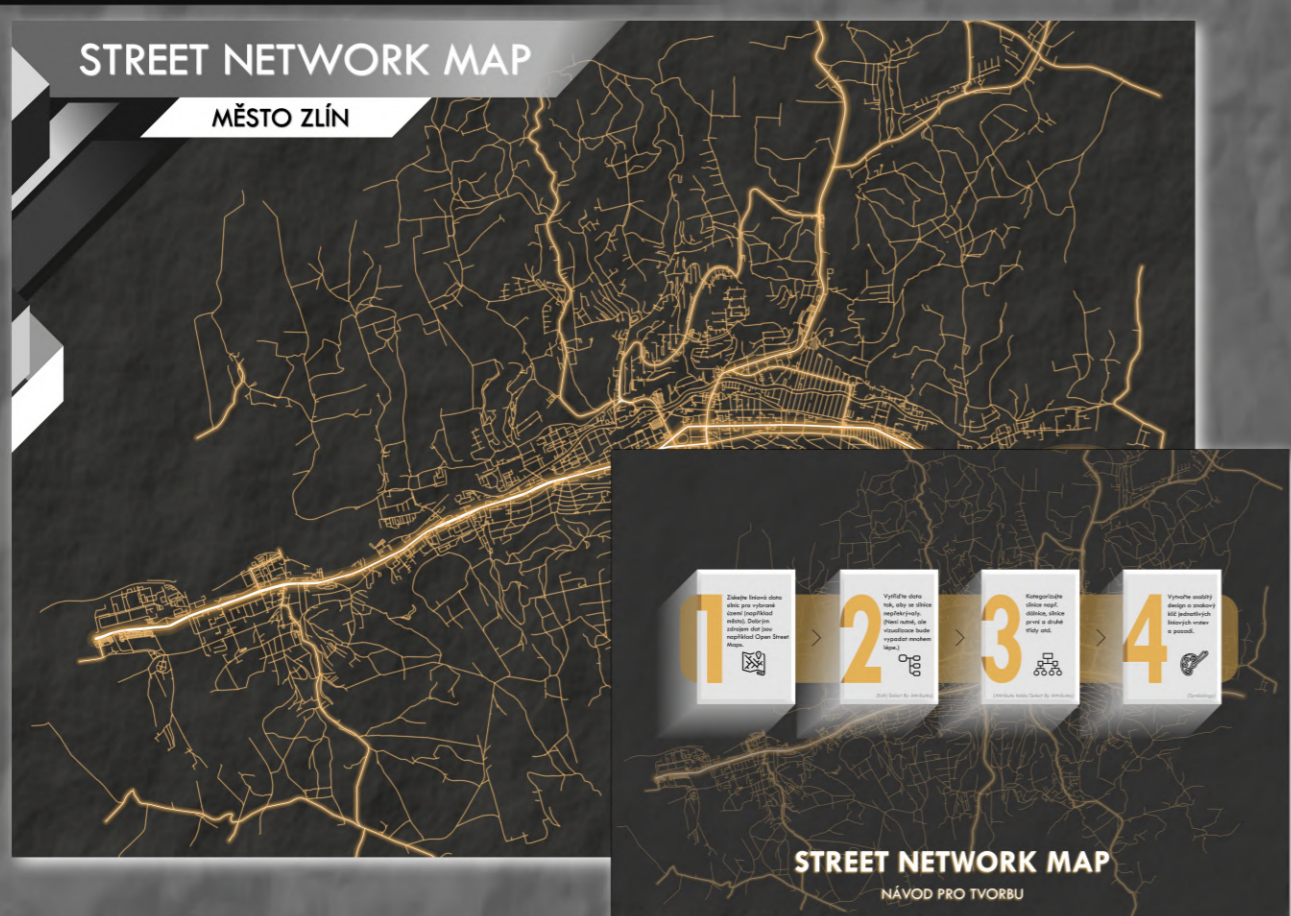 STREET NETWORK MAP
MĚSTO ZLÍN
1
Získejte liniová data
silnic pro vybrané
území (například
město). Dobrým
zdrojem dat jsou
například Open Street
Maps.
2
Vytřiďte data
tak, aby se silnice
nepřekrývaly.
(Není nutné, ale
vizualizace bude
vypadat mnohem
lépe.)
(Edit/ Select By Attributes)
3
Kategorizujte
silnice např.
dálnice, silnice
první a druhé
třídy atd.
(Attribute table/ Select By Attributes)
4
Vytvořte osobitý
design a znakový
klíč jednotlivých
liniových vrstev
a pozadí.
(Symbology)
STREET NETWORK MAP
NÁVOD PRO TVORBU